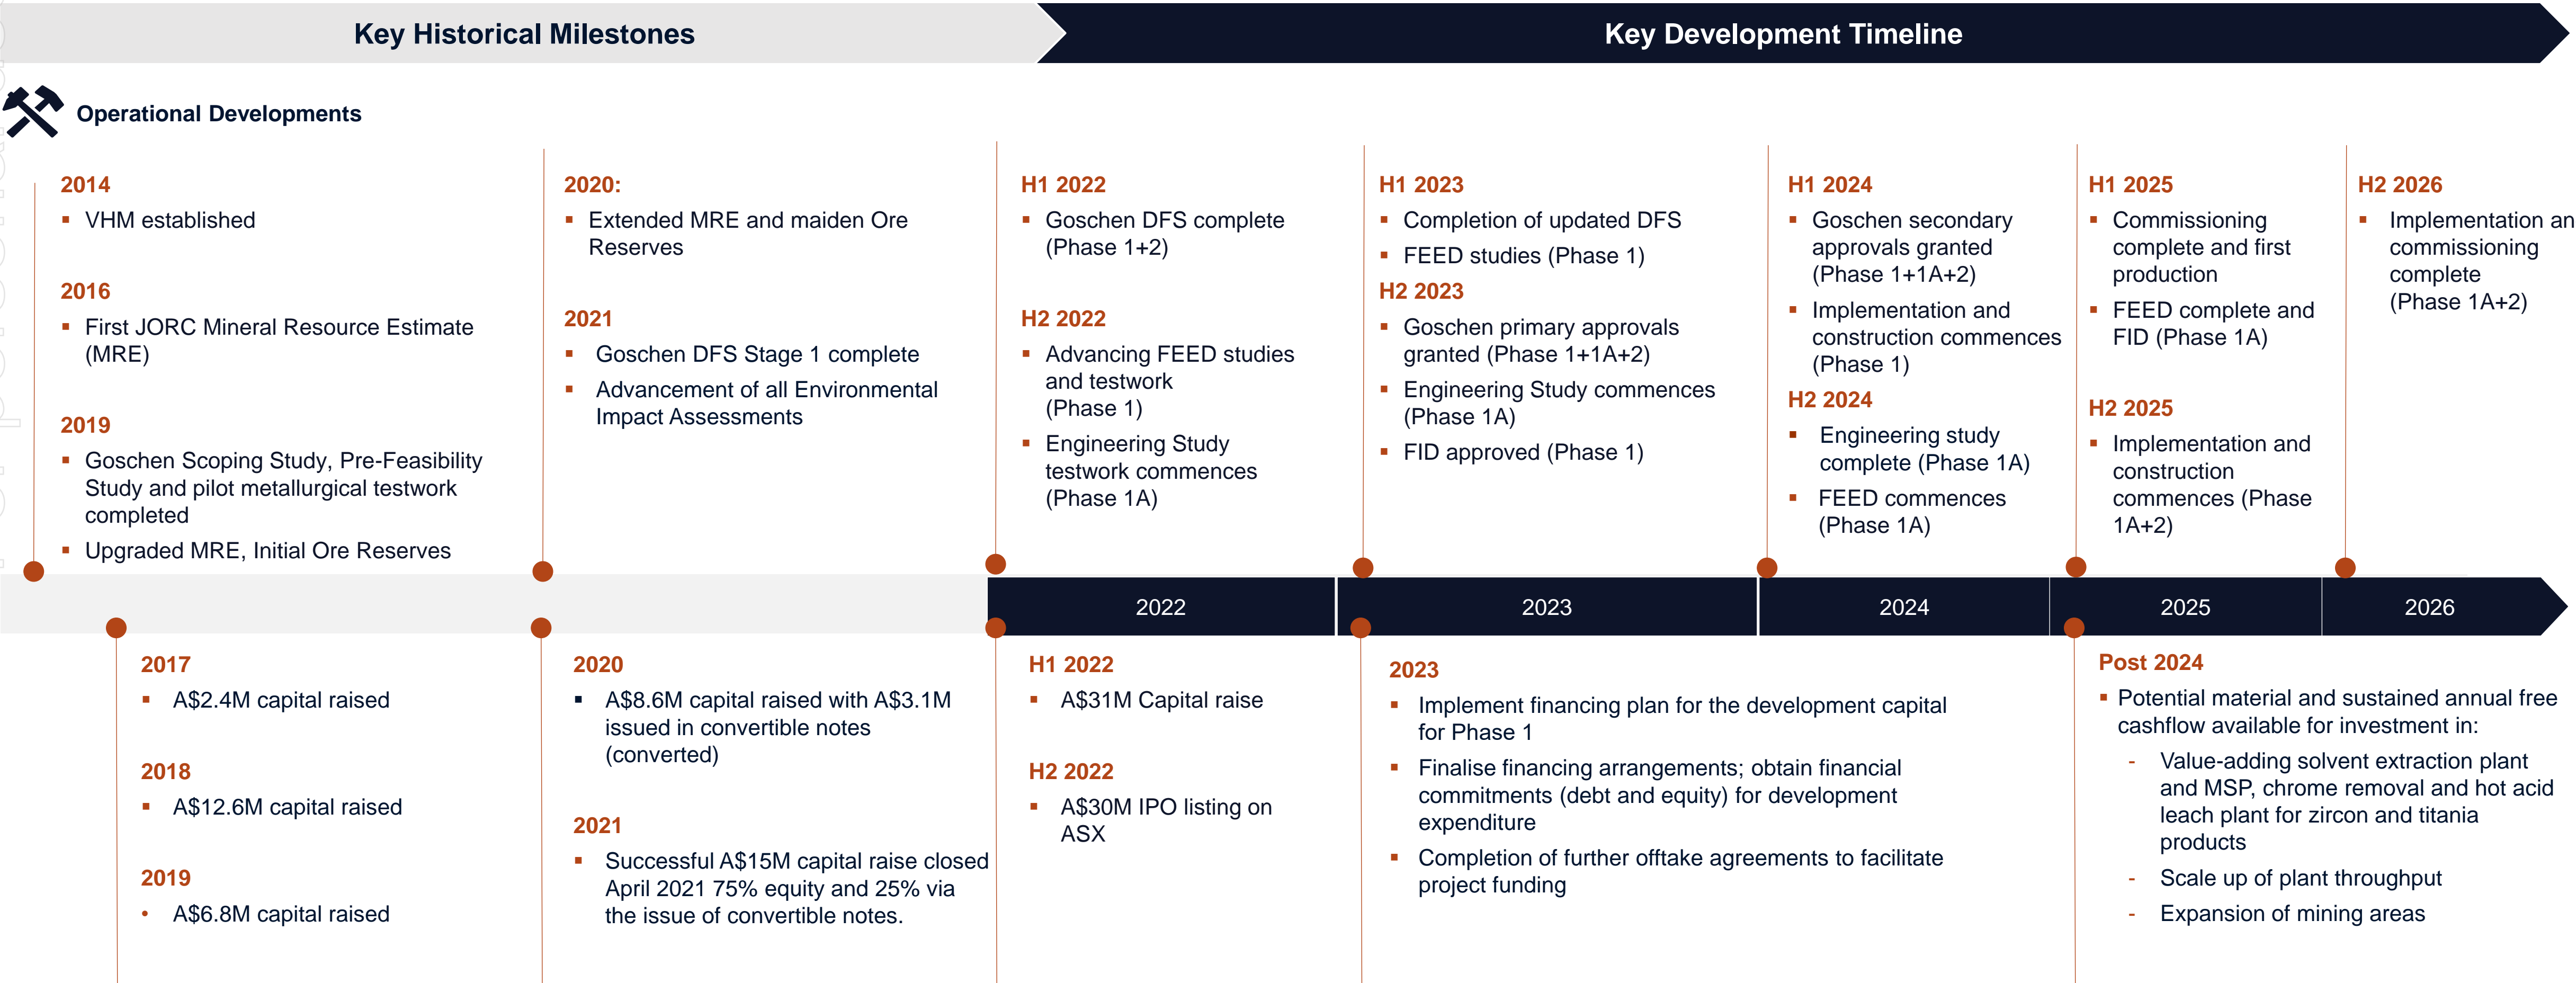 Key Historical Milestones
Key Development Timeline
Operational Developments
2014
▪ VHM established
2016
▪ First JORC Mineral Resource Estimate
(MRE)
2019
▪ Goschen Scoping Study, Pre-Feasibility
Study and pilot metallurgical testwork
completed
▪ Upgraded MRE, Initial Ore Reserves
2020:
▪ Extended MRE and maiden Ore
Reserves
2021
▪ Goschen DFS Stage 1 complete
▪ Advancement of all Environmental
Impact Assessments
H1 2022
▪ Goschen DFS complete
(Phase 1+2)
H2 2022
▪ Advancing FEED studies
and testwork
(Phase 1)
▪ Engineering Study
testwork commences
(Phase 1A)
H1 2023
▪ Completion of updated DFS
▪ FEED studies (Phase 1)
H2 2023
▪ Goschen primary approvals
granted (Phase 1+1A+2)
▪ Engineering Study commences
(Phase 1A)
▪ FID approved (Phase 1)
H1 2024
▪ Goschen secondary
approvals granted
(Phase 1+1A+2)
▪ Implementation and
construction commences
(Phase 1)
H2 2024
▪ Engineering study
complete (Phase 1A)
▪ FEED commences
(Phase 1A)
H1 2025
▪ Commissioning
complete and first
production
▪ FEED complete and
FID (Phase 1A)
H2 2025
▪ Implementation and
construction
commences (Phase
1A+2)
H2 2026
▪ Implementation an
commissioning
complete
(Phase 1A+2)
2022
2023
2024
2025
2026
2017
▪ A$2.4M capital raised
2018
▪ A$12.6M capital raised
2019
• A$6.8M capital raised
2020
▪ A$8.6M capital raised with A$3.1M
issued in convertible notes
(converted)
2021
▪ Successful A$15M capital raise closed
April 2021 75% equity and 25% via
the issue of convertible notes.
H1 2022
▪ A$31M Capital raise
H2 2022
▪ A$30M IPO listing on
ASX
2023
▪ Implement financing plan for the development capital
for Phase 1
▪ Finalise financing arrangements; obtain financial
commitments (debt and equity) for development
expenditure
▪ Completion of further offtake agreements to facilitate
project funding
Post 2024
▪ Potential material and sustained annual free
cashflow available for investment in:
- Value-adding solvent extraction plant
and MSP, chrome removal and hot acid
leach plant for zircon and titania
products
- Scale up of plant throughput
- Expansion of mining areas